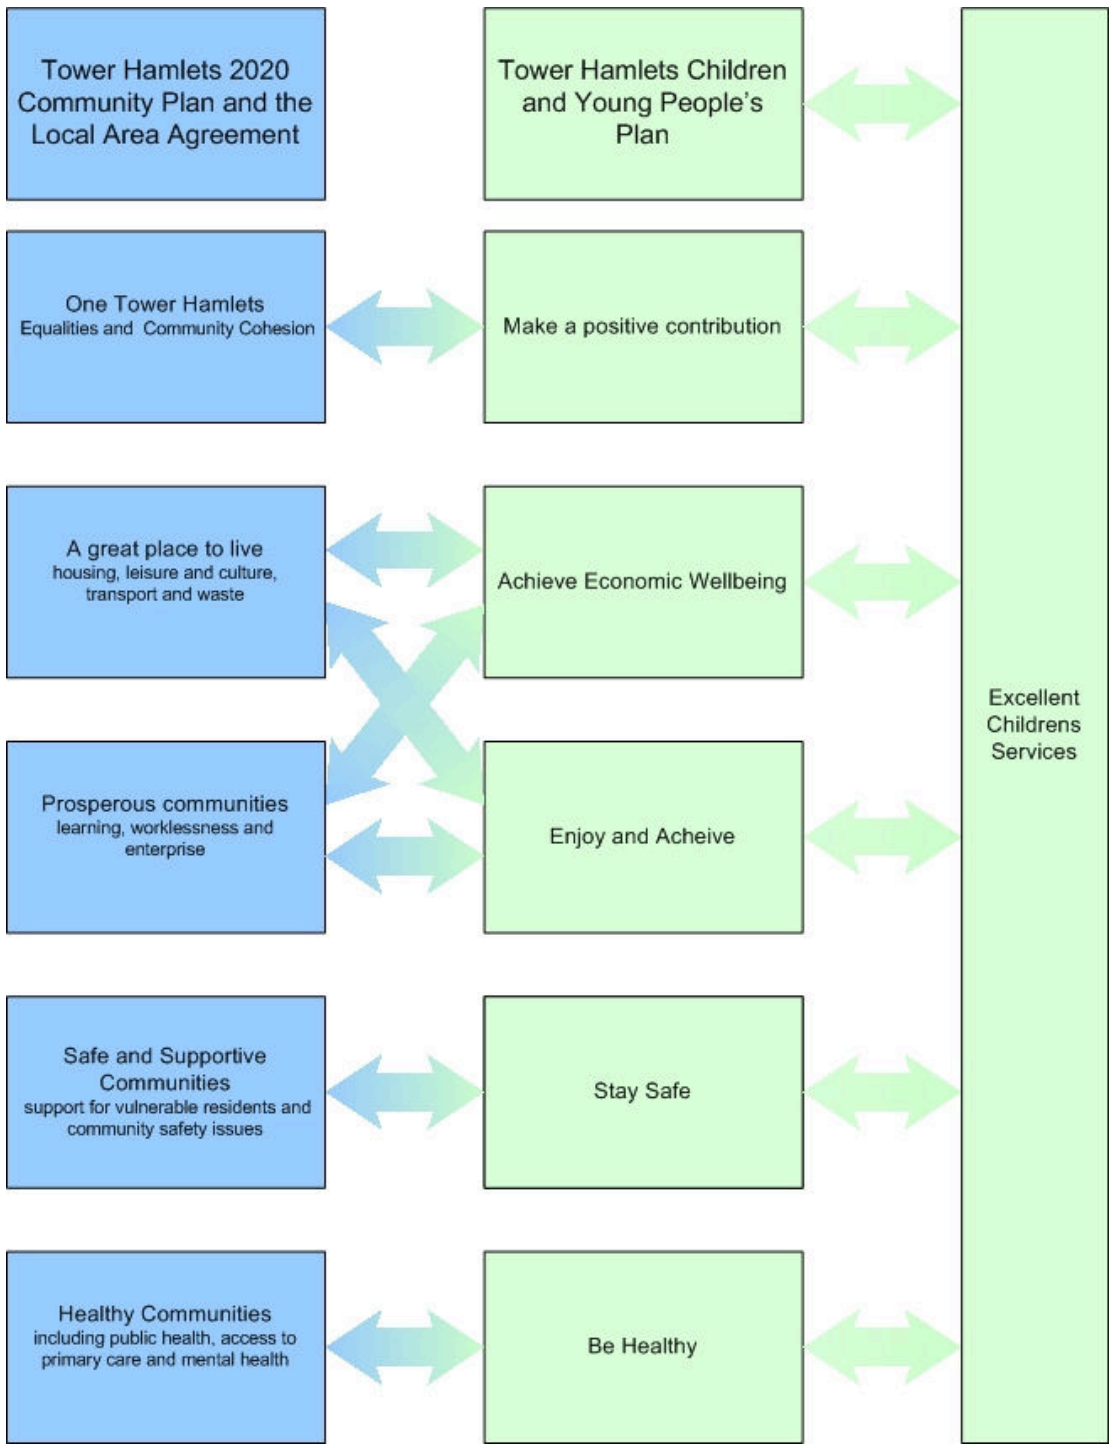 Tower Hamlets 2020
Community Plan and the
Local Area Agreement
Tower Hamlets Children
and Young People's
Plan
One Tower Hamlets
Equalities and Community Cohesion
Make a positive contribution
A great place to live
housing, leisure and culture,
transport and waste
Achieve Economic Wellbeing
Excellent
Childrens
Services
Prosperous communities
learning, worklessness and
enterprise
Enjoy and Acheive
Safe and Supportive
Communities
support for vulnerable residents and
community safety issues
Stay Safe
Healthy Communities
including public health, access to
primary care and mental health
Be Healthy